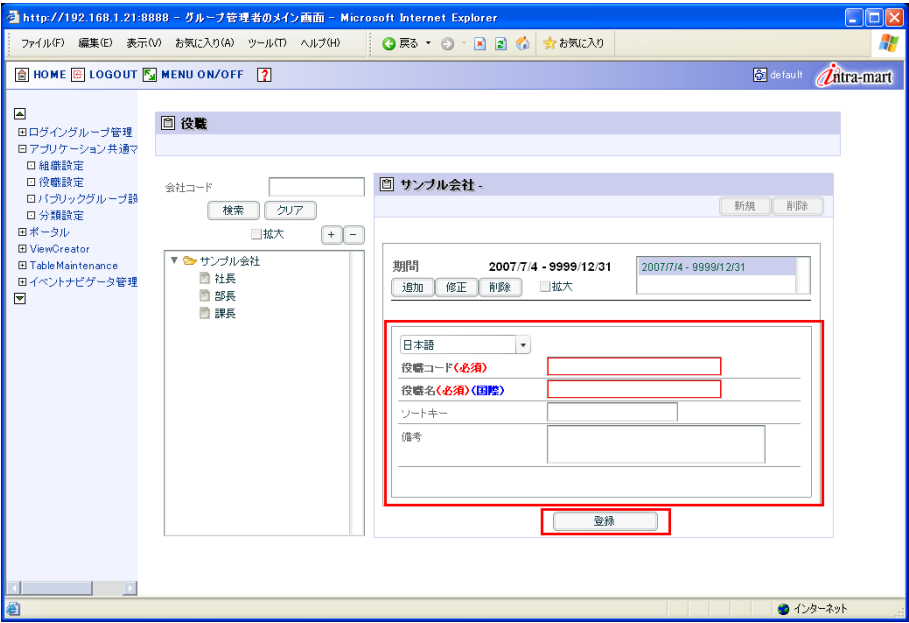 http://192.168.1.21:8888 - グループ管理者のメイン画面 - Microsoft Internet Explorer
ファイル(F) 編集(E) 表示(V) お気に入り(A) ツール(T) ヘルプ(H) 戻る お気に入り
HOME LOGOUT MENU ON/OFF ? default intra-mart
ログイングループ管理
アプリケーション共通マ
組織設定
役職設定
パブリックグループ設
分類設定
ポータル
ViewCreator
TableMaintenance
イベントナビゲータ管理
役職
会社コード
検索 クリア
拡大 + -
サンプル会社
社長
部長
課長
サンプル会社 -
新規 削除
期間 2007/7/4 - 9999/12/31 2007/7/4 - 9999/12/31
追加 修正 削除 拡大
日本語
役職コード(必須)
役職名(必須)(国際)
ソートキー
備考
登録
インターネット